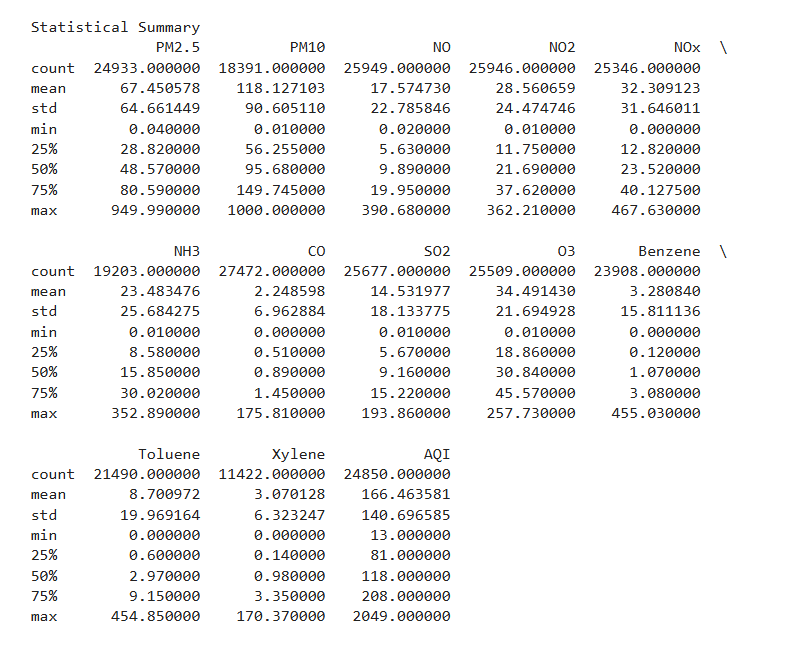 Statistical Summary
PM2.5 PM10 NO NO2 NOx \
count 24933.000000 18391.000000 25949.000000 25946.000000 25346.000000
mean 67.450578 118.127103 17.574730 28.560659 32.309123
std 64.661449 90.605110 22.785846 24.474746 31.646011
min 0.040000 0.010000 0.020000 0.010000 0.000000
25% 28.820000 56.255000 5.630000 11.750000 12.820000
50% 48.570000 95.680000 9.890000 21.690000 23.520000
75% 80.590000 149.745000 19.950000 37.620000 40.127500
max 949.990000 1000.000000 390.680000 362.210000 467.630000
NH3 CO SO2 O3 Benzene \
count 19203.000000 27472.000000 25677.000000 25509.000000 23908.000000
mean 23.483476 2.248598 14.531977 34.491430 3.280840
std 25.684275 6.962884 18.133775 21.694928 15.811136
min 0.010000 0.000000 0.010000 0.010000 0.000000
25% 8.580000 0.510000 5.670000 18.860000 0.120000
50% 15.850000 0.890000 9.160000 30.840000 1.070000
75% 30.020000 1.450000 15.220000 45.570000 3.080000
max 352.890000 175.810000 193.860000 257.730000 455.030000
Toluene Xylene AQI
count 21490.000000 11422.000000 24850.000000
mean 8.700972 3.070128 166.463581
std 19.969164 6.323247 140.696585
min 0.000000 0.000000 13.000000
25% 0.600000 0.140000 81.000000
50% 2.970000 0.980000 118.000000
75% 9.150000 3.350000 208.000000
max 454.850000 170.370000 2049.000000